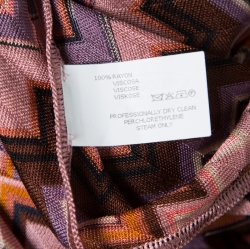 100% RAYON
VISCOSA
VISCOSE
VISKOSE
PROFESSIONALLY DRY CLEAN
PERCHLORETHYLENE
STEAM ONLY